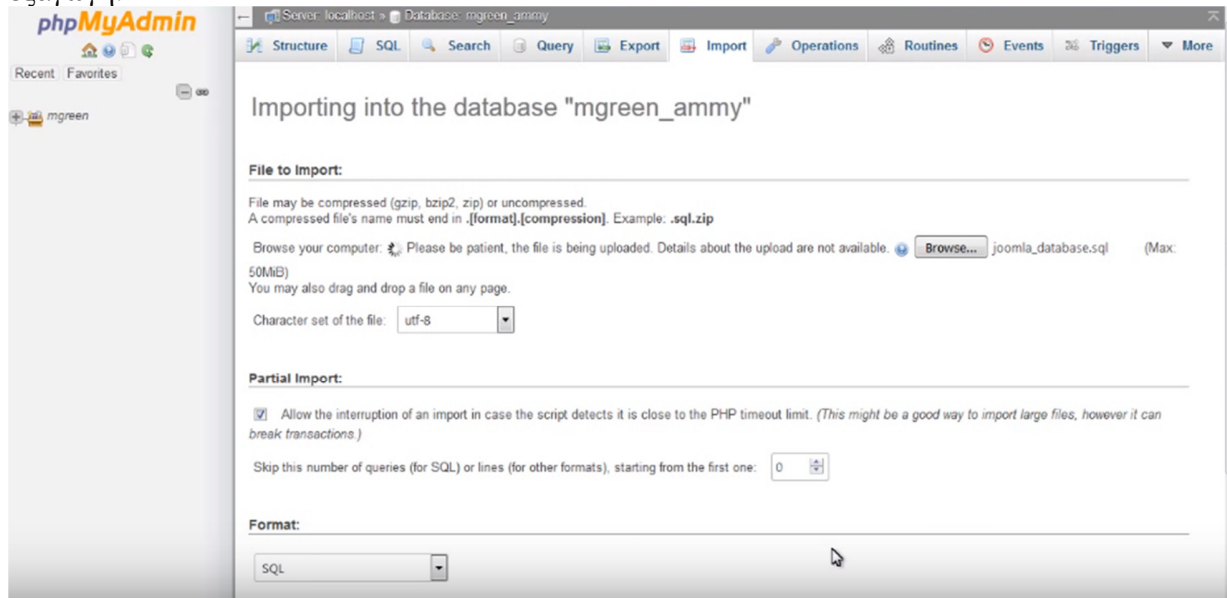 phpMyAdmin
Recent Favorites
mgreen
Server: localhost » Database: mgreen_ammy
Structure SQL Search Query Export Import Operations Routines Events Triggers More
Importing into the database "mgreen_ammy"
File to Import:
File may be compressed (gzip, bzip2, zip) or uncompressed.
A compressed file's name must end in .[format].[compression]. Example: .sql.zip
Browse your computer: Please be patient, the file is being uploaded. Details about the upload are not available. Browse... joomla_database.sql (Max:
50MiB)
You may also drag and drop a file on any page.
Character set of the file: utf-8
Partial Import:
Allow the interruption of an import in case the script detects it is close to the PHP timeout limit. (This might be a good way to import large files, however it can
break transactions.)
Skip this number of queries (for SQL) or lines (for other formats), starting from the first one: 0
Format:
SQL